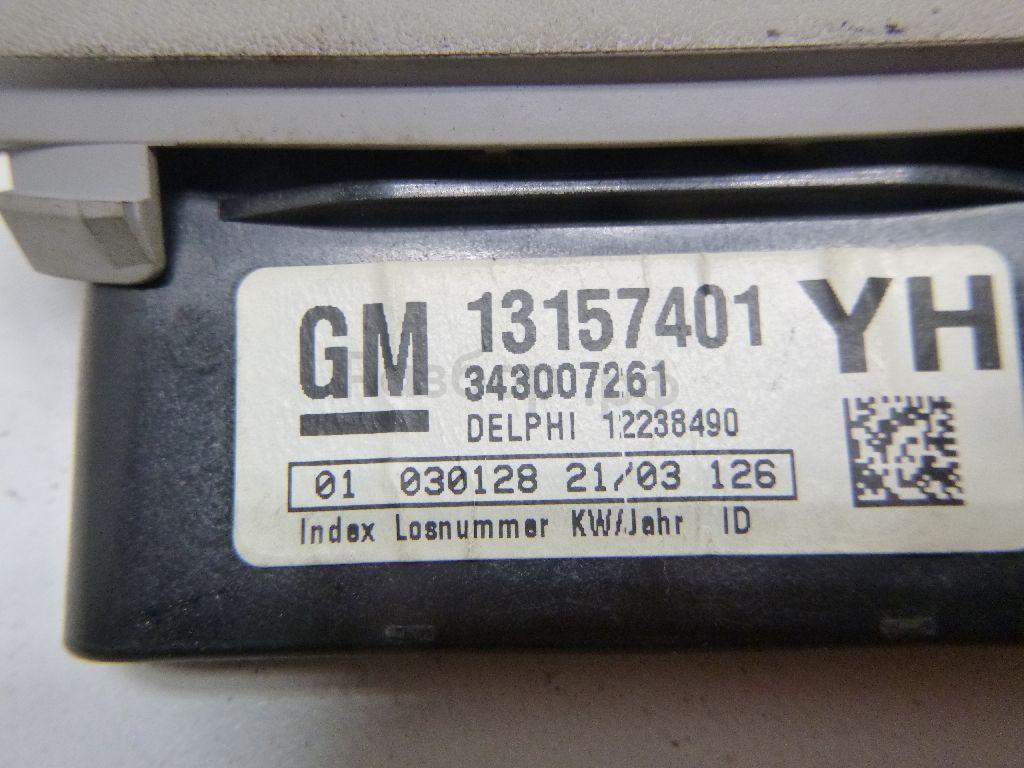 GM 13157401 YH
343007261
DELPHI 12238490
01 030128 21/03 126
Index Losnummer KW/Jahr ID